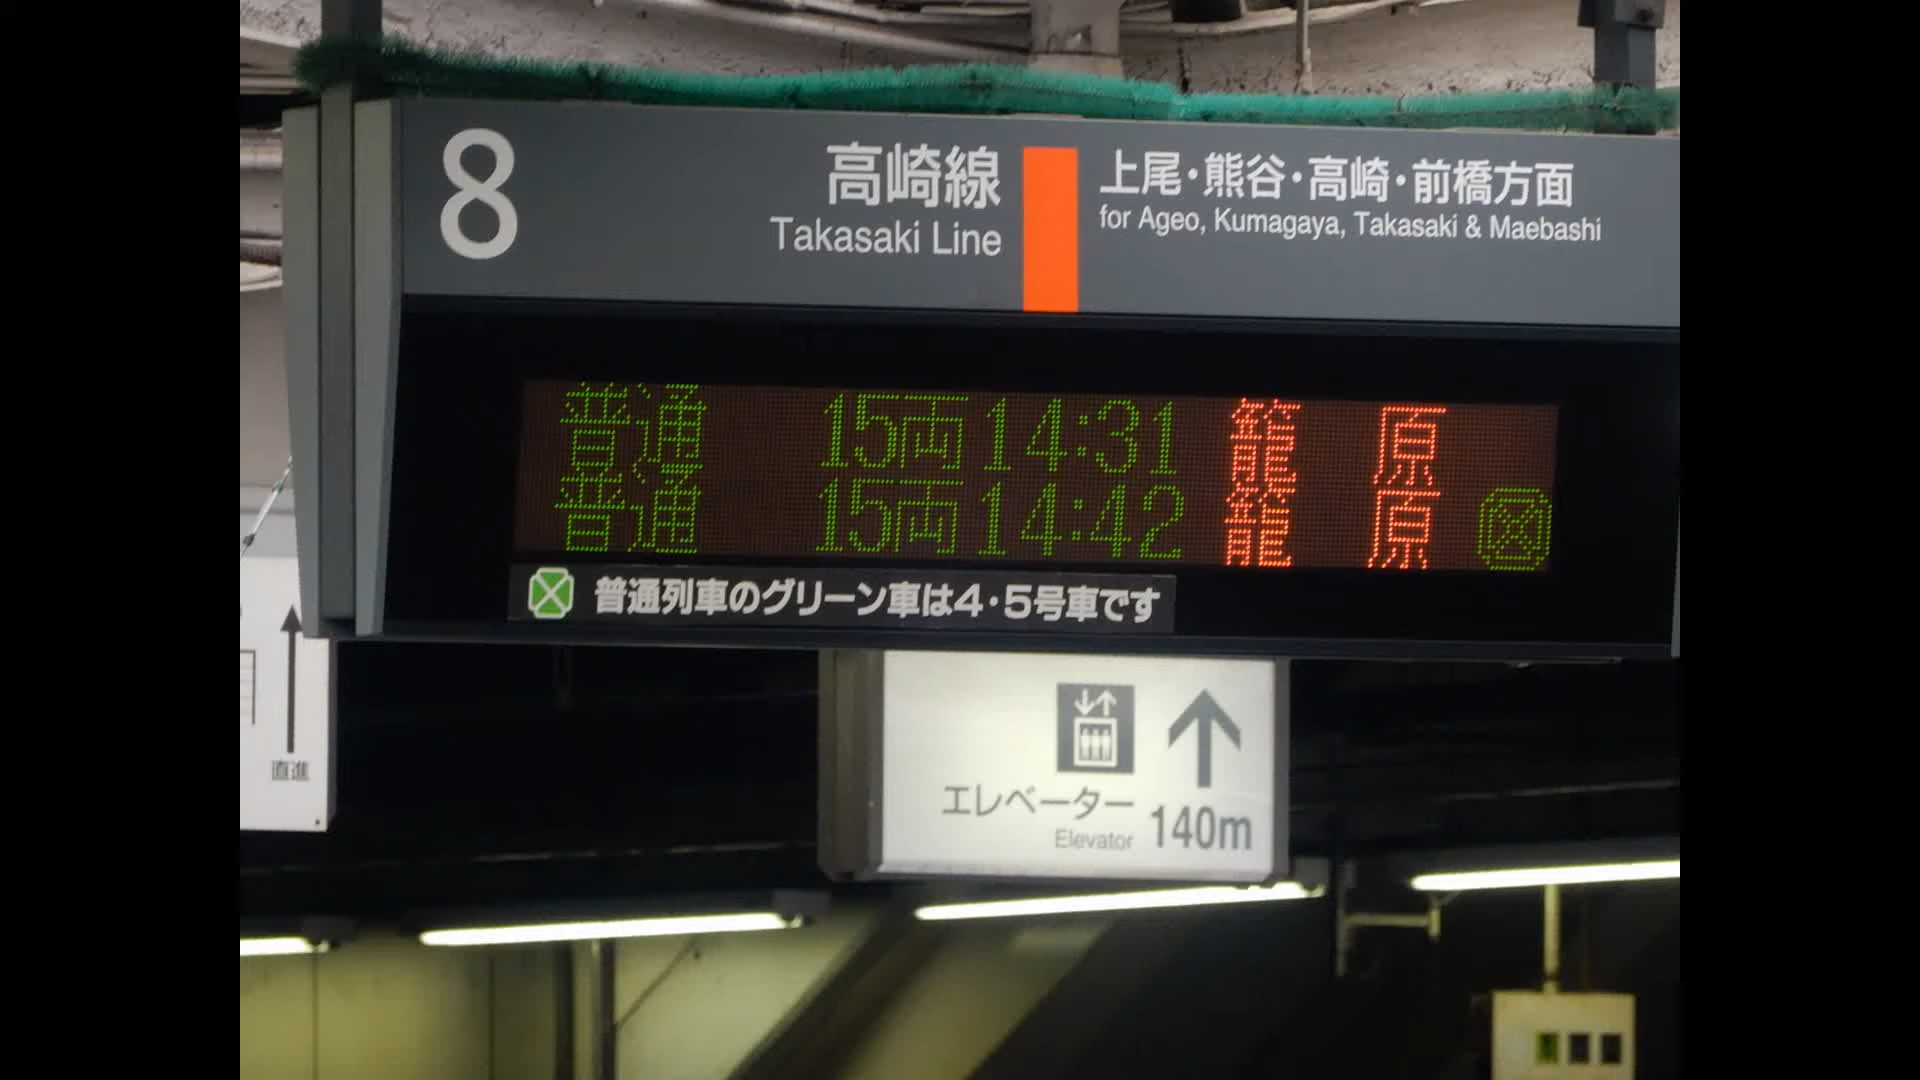 8
高崎線
Takasaki Line
上尾・熊谷・高崎・前橋方面
for Ageo, Kumagaya, Takasaki & Maebashi
普通 15両 14:31 籠原
普通 15両 14:42 籠原
普通列車のグリーン車は4・5号車です
エレベーター
Elevator
140m
直進